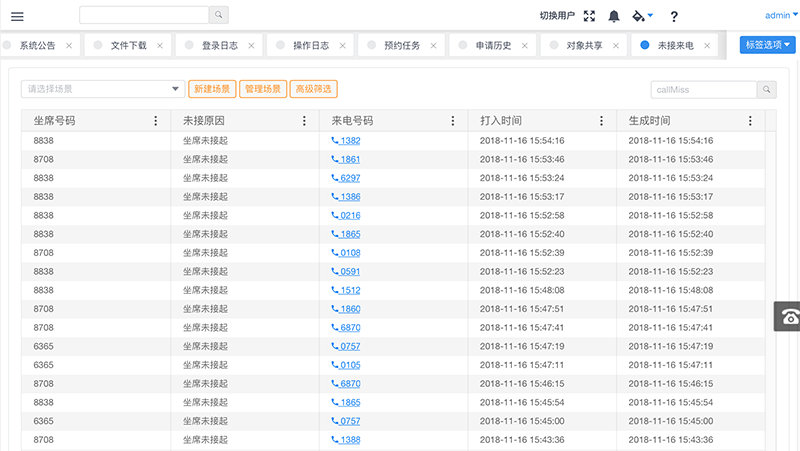 切换用户 ? admin
系统公告 × 文件下载 × 登录日志 × 操作日志 × 预约任务 × 申请历史 × 对象共享 × 未接来电 × 标签选项
请选择场景 新建场景 管理场景 高级筛选 callMiss
坐席号码 未接原因 来电号码 打入时间 生成时间
8838 坐席未接起 1382 2018-11-16 15:54:16 2018-11-16 15:54:16
8708 坐席未接起 1861 2018-11-16 15:53:46 2018-11-16 15:53:46
8838 坐席未接起 6297 2018-11-16 15:53:24 2018-11-16 15:53:24
8838 坐席未接起 1386 2018-11-16 15:53:17 2018-11-16 15:53:17
8838 坐席未接起 0216 2018-11-16 15:52:58 2018-11-16 15:52:58
8838 坐席未接起 1865 2018-11-16 15:52:40 2018-11-16 15:52:40
8708 坐席未接起 0108 2018-11-16 15:52:39 2018-11-16 15:52:39
8838 坐席未接起 0591 2018-11-16 15:52:23 2018-11-16 15:52:23
8838 坐席未接起 1512 2018-11-16 15:48:08 2018-11-16 15:48:08
8708 坐席未接起 1860 2018-11-16 15:47:51 2018-11-16 15:47:51
8708 坐席未接起 6870 2018-11-16 15:47:41 2018-11-16 15:47:41
6365 坐席未接起 0757 2018-11-16 15:47:19 2018-11-16 15:47:19
6365 坐席未接起 0105 2018-11-16 15:47:11 2018-11-16 15:47:11
8708 坐席未接起 6870 2018-11-16 15:46:15 2018-11-16 15:46:15
8838 坐席未接起 1865 2018-11-16 15:45:54 2018-11-16 15:45:54
6365 坐席未接起 0757 2018-11-16 15:45:00 2018-11-16 15:45:00
8708 坐席未接起 1388 2018-11-16 15:43:36 2018-11-16 15:43:36